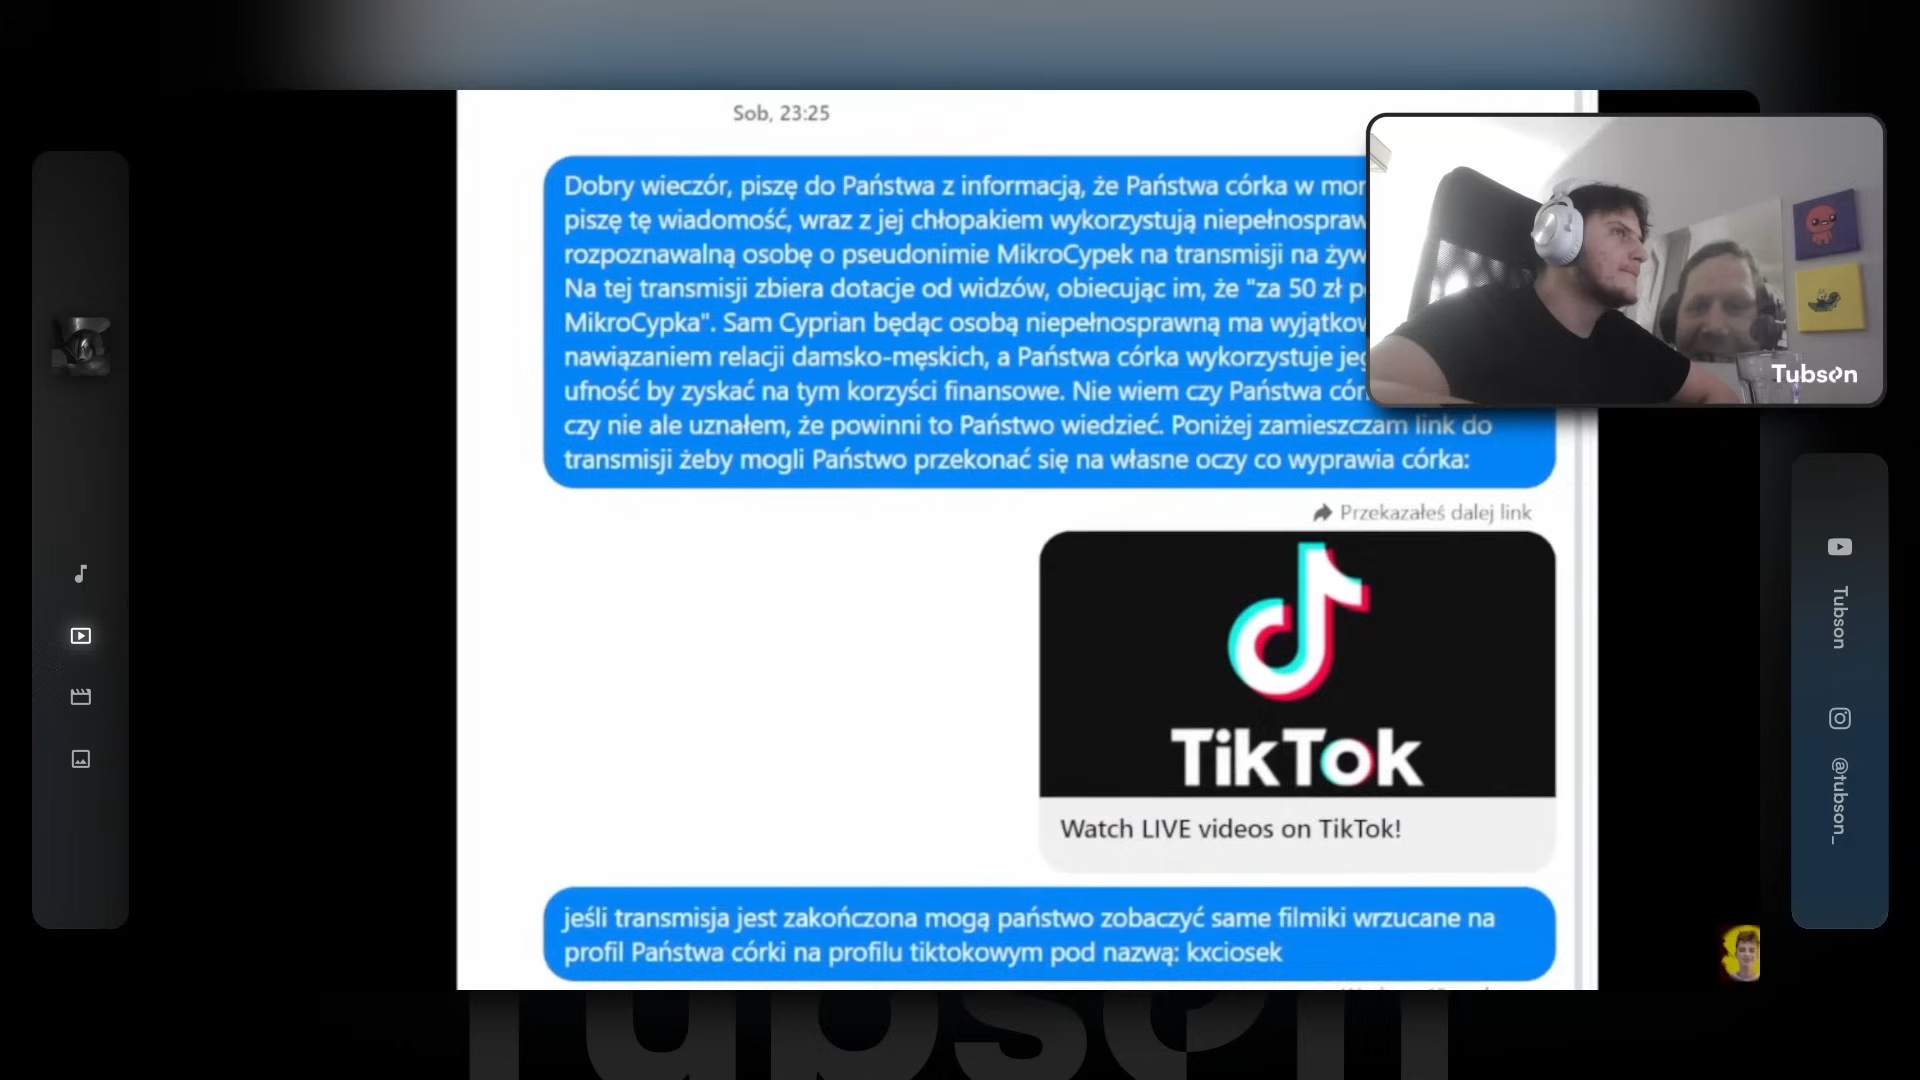 Sob, 23:25
Dobry wieczór, piszę do Państwa z informacją, że Państwa córka w
piszę tę wiadomość, wraz z jej chłopakiem wykorzystują
rozpoznawalną osobę o pseudonimie MikroCypek na transmisji na
Na tej transmisji zbiera dotacje od widzów, obiecując im, że "za 50 zł
MikroCypka". Sam Cyprian będąc osobą niepełnosprawną ma
nawiązaniem relacji damsko-męskich, a Państwa córka wykorzystuje
ufność by zyskać na tym korzyści finansowe. Nie wiem czy Państwa
czy nie ale uznałem, że powinni to Państwo wiedzieć. Poniżej zamieszczam link do
transmisji żeby mogli Państwo przekonać się na własne oczy co wyprawia córka:
Przekazałeś dalej link
TikTok
Watch LIVE videos on TikTok!
jeśli transmisja jest zakończona mogą państwo zobaczyć same filmiki wrzucane na
profil Państwa córki na profilu tiktokowym pod nazwą: kxciosek
Tubson
Tubson
@tubson_
Tubson